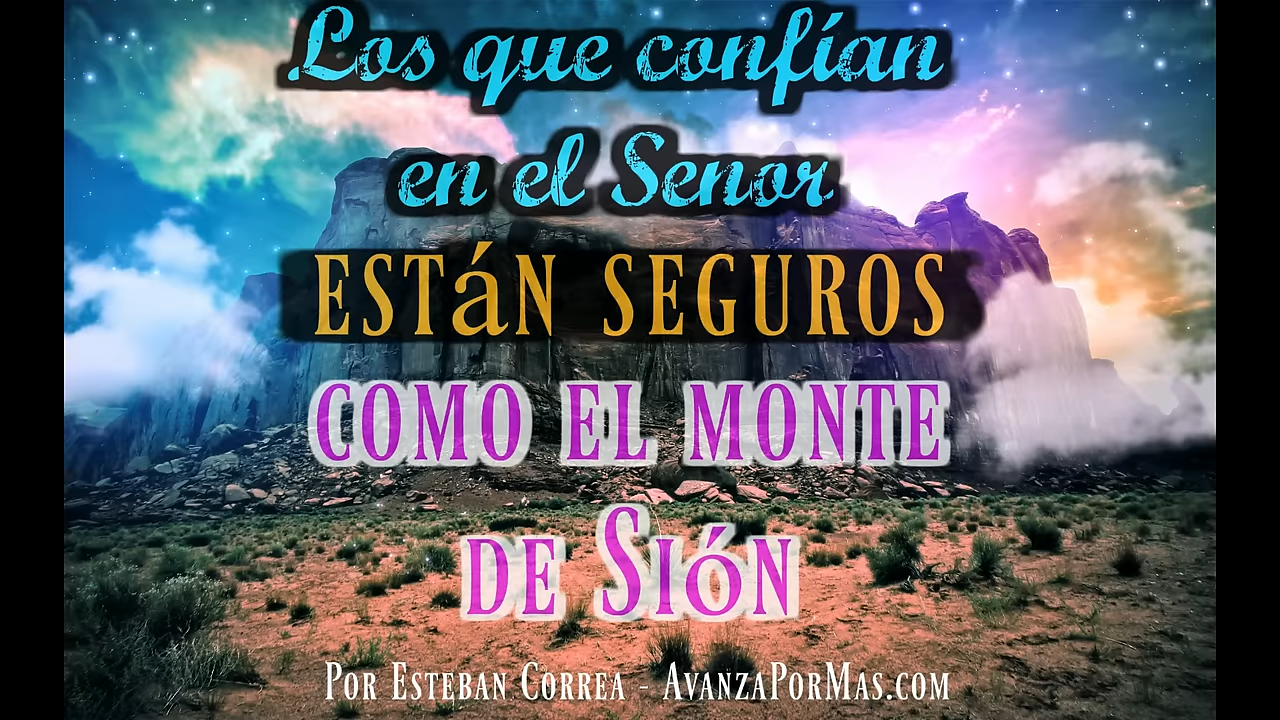 Los que confían
en el Senor
ESTáN SEGUROS
COMO EL MONTE
DE SIóN
POR ESTEBAN CORREA - AVANZAPORMAS.COM